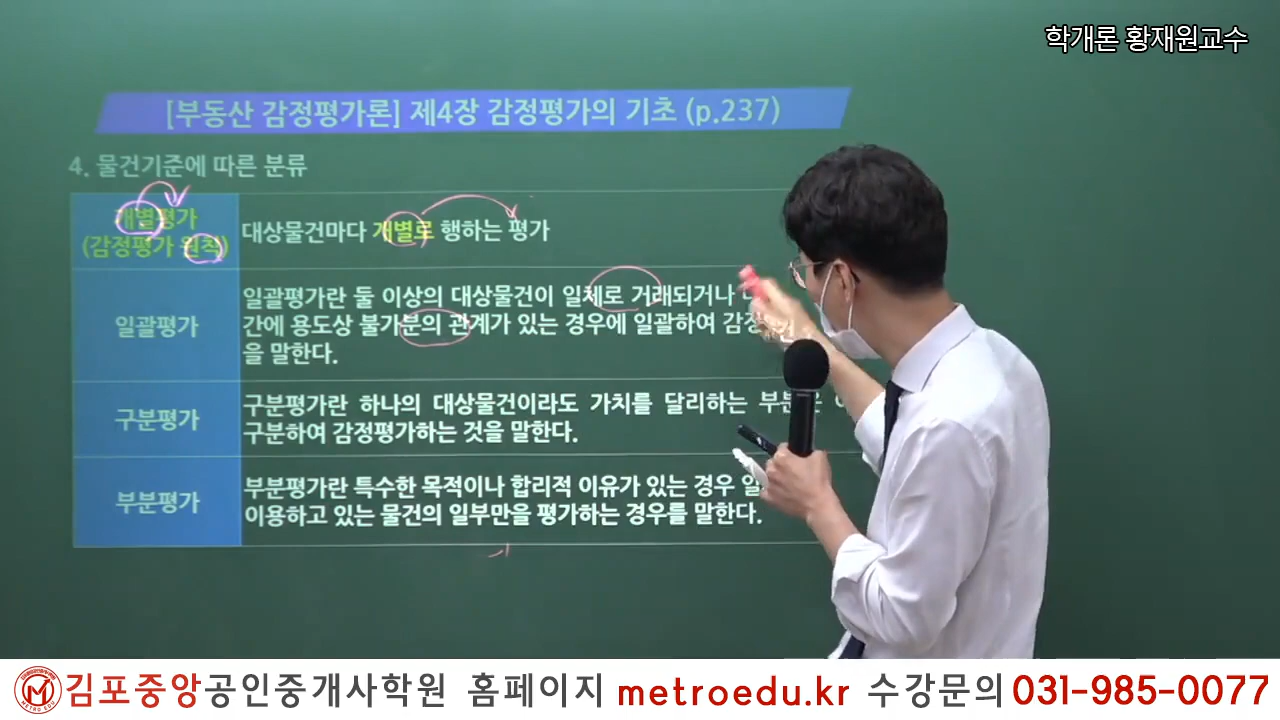 학개론 황재원교수
[부동산 감정평가론] 제4장 감정평가의 기초 (p.237)
4. 물건기준에 따른 분류
개별평가
(감정평가 원칙)
대상물건마다 개별로 행하는 평가
일괄평가
일괄평가란 둘 이상의 대상물건이 일체로 거래되거나
간에 용도상 불가분의 관계가 있는 경우에 일괄하여
을 말한다.
구분평가
구분평가란 하나의 대상물건이라도 가치를 달리하는
구분하여 감정평가하는 것을 말한다.
부분평가
부분평가란 특수한 목적이나 합리적 이유가 있는 경우
이용하고 있는 물건의 일부만을 평가하는 경우를 말한다.
METRO EDU
김포중앙공인중개사학원 홈페이지 metroedu.kr 수강문의 031-985-0077